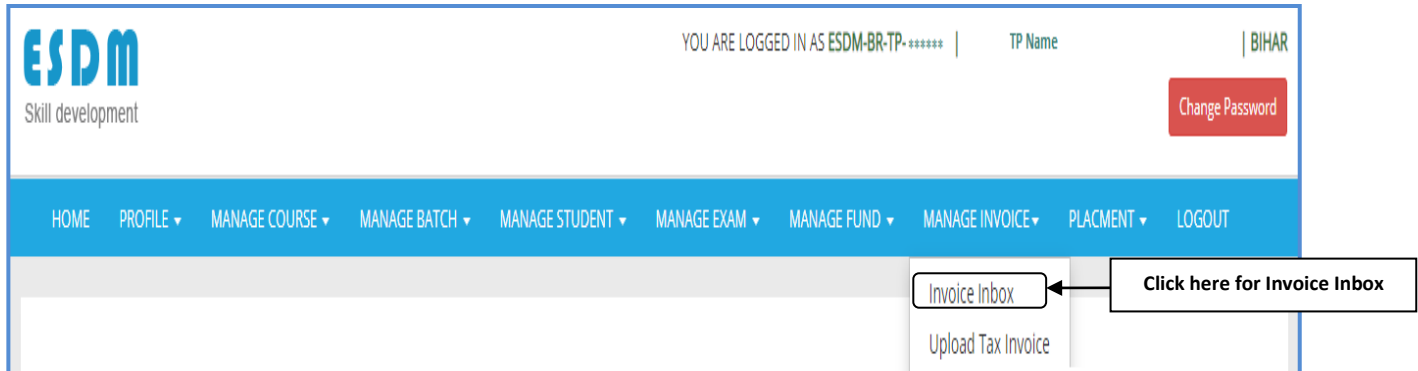 ESDM
Skill development
YOU ARE LOGGED IN AS ESDM-BR-TP-****** | TP Name | BIHAR
Change Password
HOME PROFILE ▾ MANAGE COURSE ▾ MANAGE BATCH ▾ MANAGE STUDENT ▾ MANAGE EXAM ▾ MANAGE FUND ▾ MANAGE INVOICE ▾ PLACMENT ▾ LOGOUT
Invoice Inbox
Click here for Invoice Inbox
Upload Tax Invoice